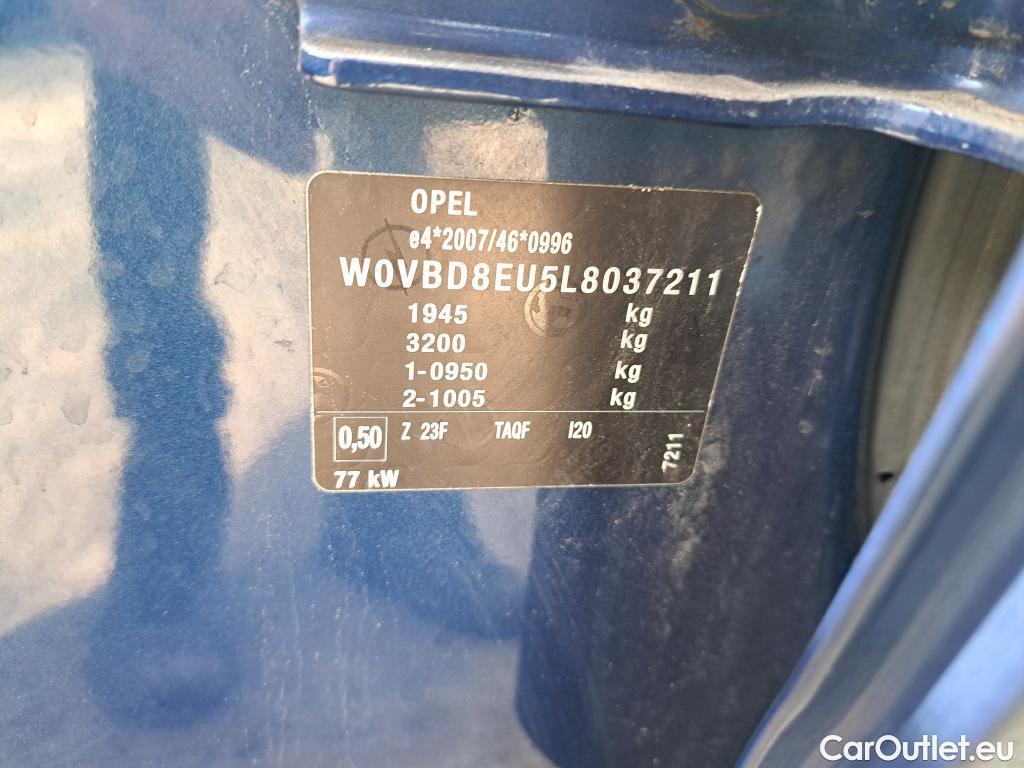 OPEL
e4*2007/46*0996
W0VBD8EU5L8037211
1945 kg
3200 kg
1-0950 kg
2-1005 kg
0,50 Z 23F TAQF I20
7211
77 kW
CarOutlet.eu